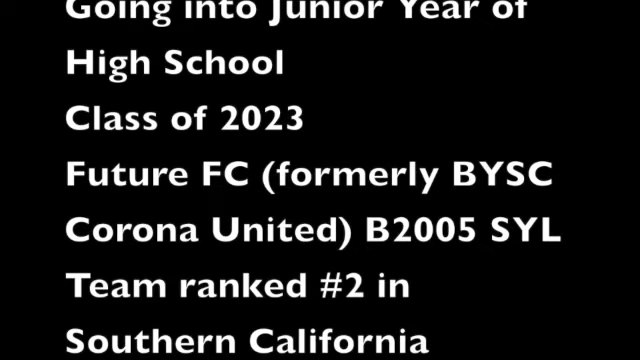 Going into Junior Year of
High School
Class of 2023
Future FC (formerly BYSC
Corona United) B2005 SYL
Team ranked #2 in
Southern California